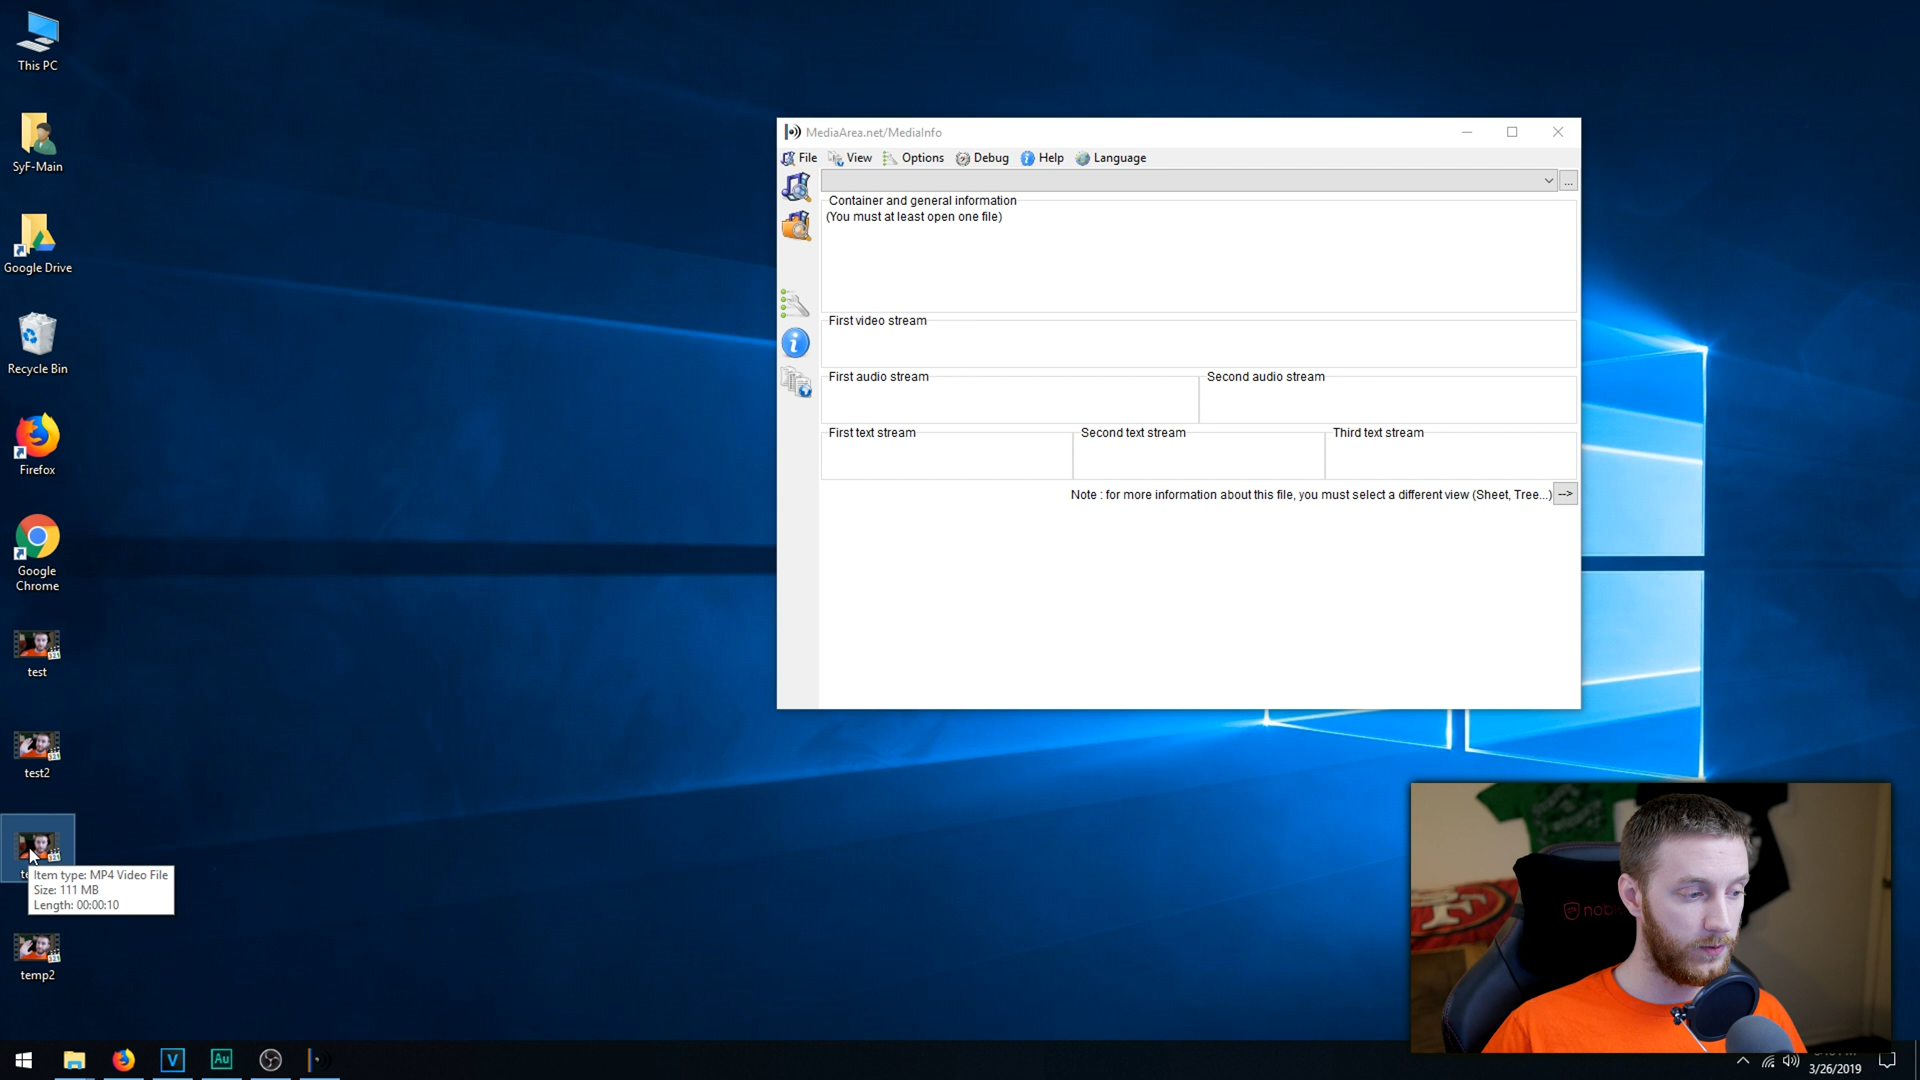 This PC
SyF-Main
Google Drive
Recycle Bin
Firefox
Google
Chrome
test
test2
Item type: MP4 Video File
Size: 111 MB
Length: 00:00:10
temp2
MediaArea.net/MediaInfo
File View Options Debug Help Language
...
Container and general information
(You must at least open one file)
First video stream
First audio stream
Second audio stream
First text stream
Second text stream
Third text stream
Note : for more information about this file, you must select a different view (Sheet, Tree...) -->
V
Au
3/26/2019